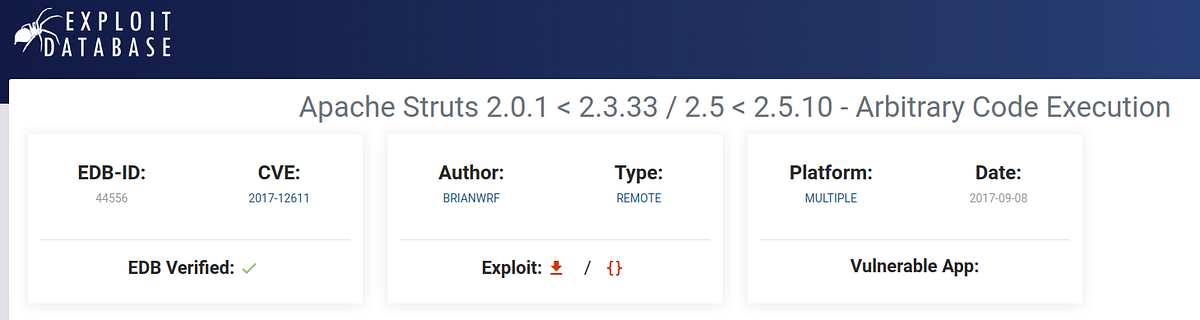 EXPLOIT
DATABASE
Apache Struts 2.0.1 < 2.3.33 / 2.5 < 2.5.10 - Arbitrary Code Execution
EDB-ID:
44556
CVE:
2017-12611
Author:
BRIANWRF
Type:
REMOTE
Platform:
MULTIPLE
Date:
2017-09-08
EDB Verified: ✓
Exploit: / {}
Vulnerable App: